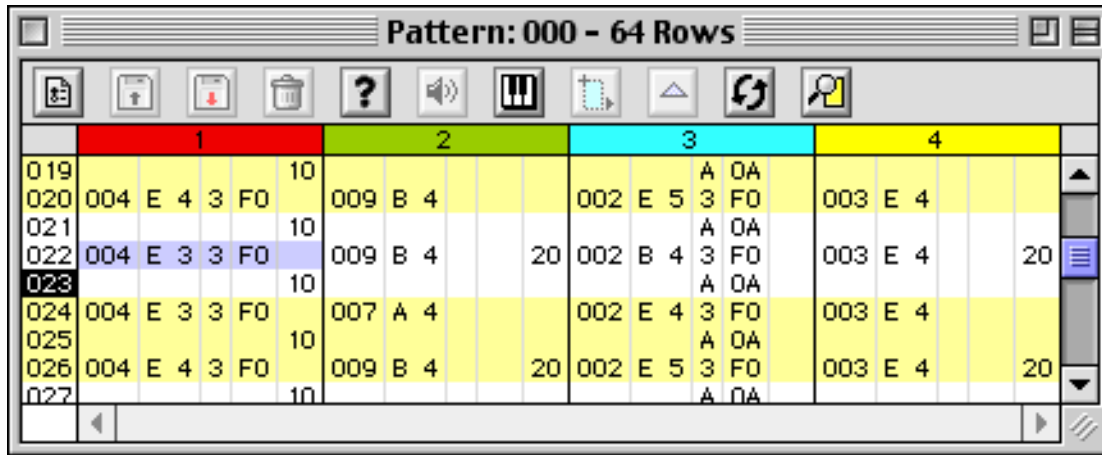 Pattern: 000 – 64 Rows
?
1 2 3 4
019 10 A 0A
020 004 E 4 3 F0 009 B 4 002 E 5 3 F0 003 E 4
021 10 A 0A
022 004 E 3 3 F0 009 B 4 20 002 B 4 3 F0 003 E 4 20
023 10 A 0A
024 004 E 3 3 F0 007 A 4 002 E 4 3 F0 003 E 4
025 10 A 0A
026 004 E 4 3 F0 009 B 4 20 002 E 5 3 F0 003 E 4 20
027 10 A 0A